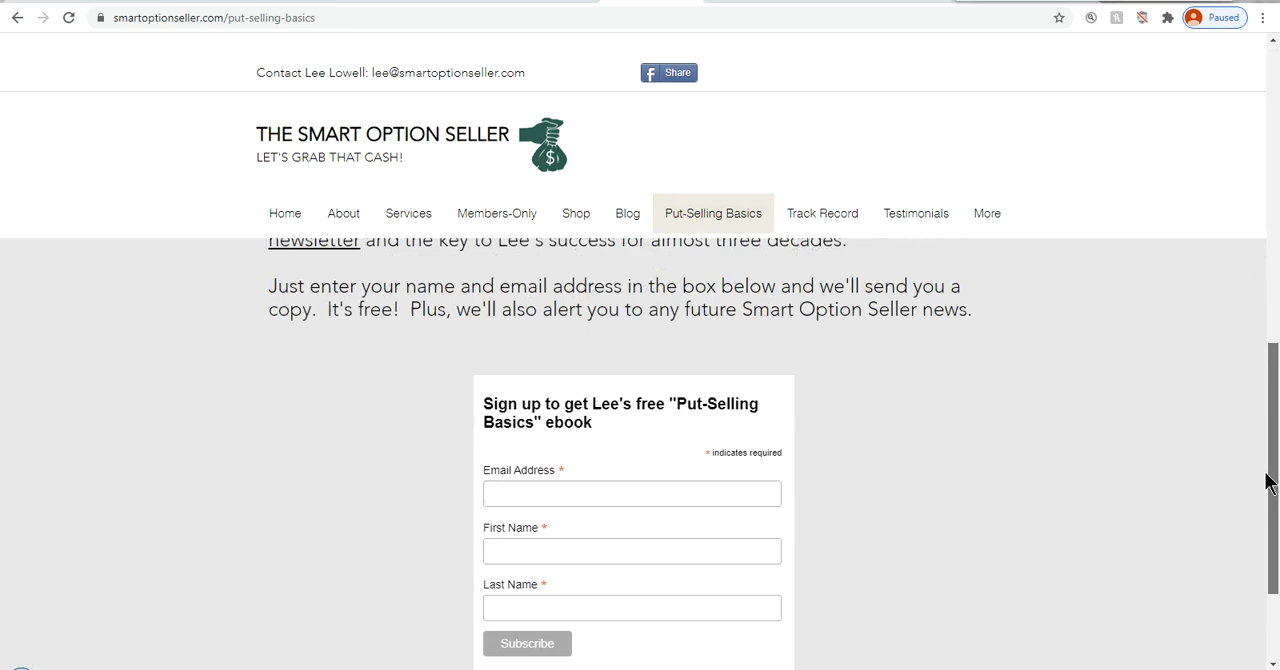 smartoptionseller.com/put-selling-basics
Paused
Contact Lee Lowell: lee@smartoptionseller.com
f Share
THE SMART OPTION SELLER
LET'S GRAB THAT CASH!
$
Home About Services Members-Only Shop Blog Put-Selling Basics Track Record Testimonials More
newsletter and the key to Lee's success for almost three decades.
Just enter your name and email address in the box below and we'll send you a
copy. It's free! Plus, we'll also alert you to any future Smart Option Seller news.
Sign up to get Lee's free "Put-Selling
Basics" ebook
* indicates required
Email Address *
First Name *
Last Name *
Subscribe